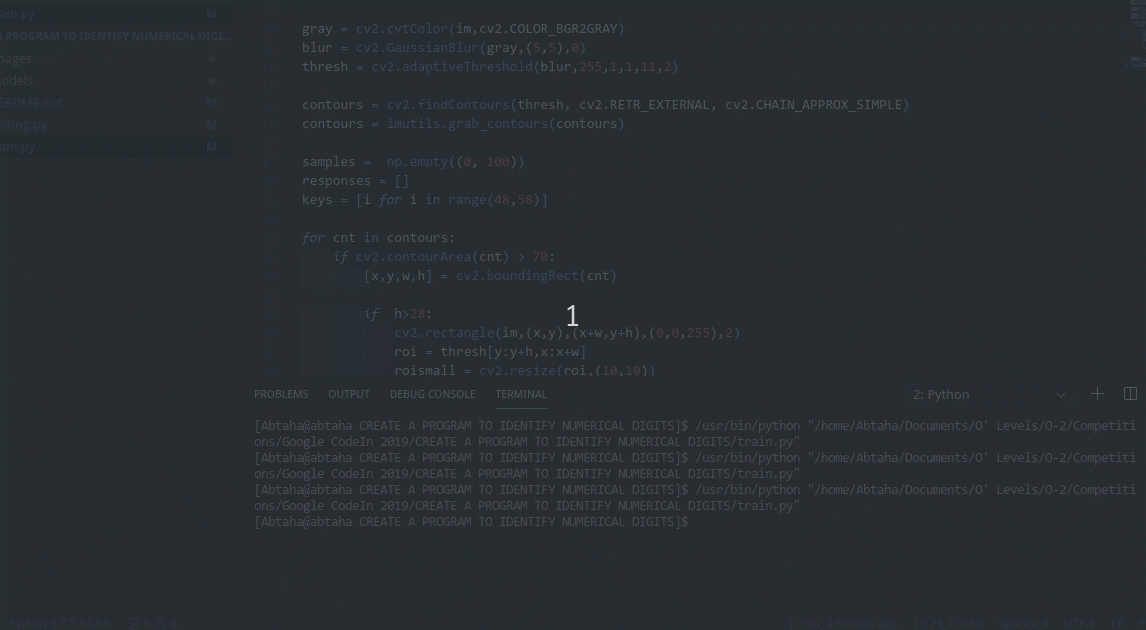 ain.py M
A PROGRAM TO IDENTIFY NUMERICAL DIGI...
nages
odels
EADME.md M
esting.py M
ain.py M
gray = cv2.cvtColor(im,cv2.COLOR_BGR2GRAY)
blur = cv2.GaussianBlur(gray,(5,5),0)
thresh = cv2.adaptiveThreshold(blur,255,1,1,11,2)
contours = cv2.findContours(thresh, cv2.RETR_EXTERNAL, cv2.CHAIN_APPROX_SIMPLE)
contours = imutils.grab_contours(contours)
samples =  np.empty((0, 100))
responses = []
keys = [i for i in range(48,58)]
for cnt in contours:
if cv2.contourArea(cnt) > 70:
[x,y,w,h] = cv2.boundingRect(cnt)
if  h>28:
1
cv2.rectangle(im,(x,y),(x+w,y+h),(0,0,255),2)
roi = thresh[y:y+h,x:x+w]
roismall = cv2.resize(roi,(10,10))
PROBLEMS OUTPUT DEBUG CONSOLE TERMINAL 2: Python
[Abtaha@abtaha CREATE A PROGRAM TO IDENTIFY NUMERICAL DIGITS]$ /usr/bin/python "/home/Abtaha/Documents/O' Levels/O-2/Competiti
ons/Google CodeIn 2019/CREATE A PROGRAM TO IDENTIFY NUMERICAL DIGITS/train.py"
[Abtaha@abtaha CREATE A PROGRAM TO IDENTIFY NUMERICAL DIGITS]$ /usr/bin/python "/home/Abtaha/Documents/O' Levels/O-2/Competiti
ons/Google CodeIn 2019/CREATE A PROGRAM TO IDENTIFY NUMERICAL DIGITS/train.py"
[Abtaha@abtaha CREATE A PROGRAM TO IDENTIFY NUMERICAL DIGITS]$ /usr/bin/python "/home/Abtaha/Documents/O' Levels/O-2/Competiti
ons/Google CodeIn 2019/CREATE A PROGRAM TO IDENTIFY NUMERICAL DIGITS/train.py"
[Abtaha@abtaha CREATE A PROGRAM TO IDENTIFY NUMERICAL DIGITS]$
Python 3.7.5 64-bit 0 0 You, a minute ago Ln 25, Col 30 Spaces: 4 UTF-8 LF